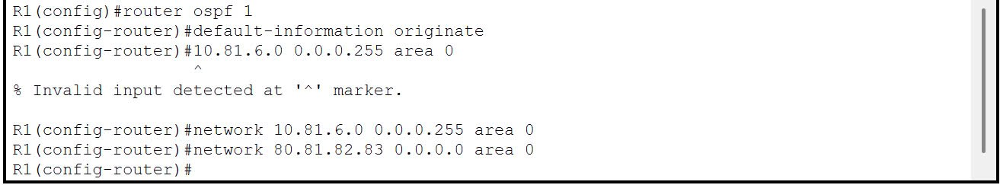 R1(config)#router ospf 1
R1(config-router)#default-information originate
R1(config-router)#10.81.6.0 0.0.0.255 area 0
^
% Invalid input detected at '^' marker.
R1(config-router)#network 10.81.6.0 0.0.0.255 area 0
R1(config-router)#network 80.81.82.83 0.0.0.0 area 0
R1(config-router)#